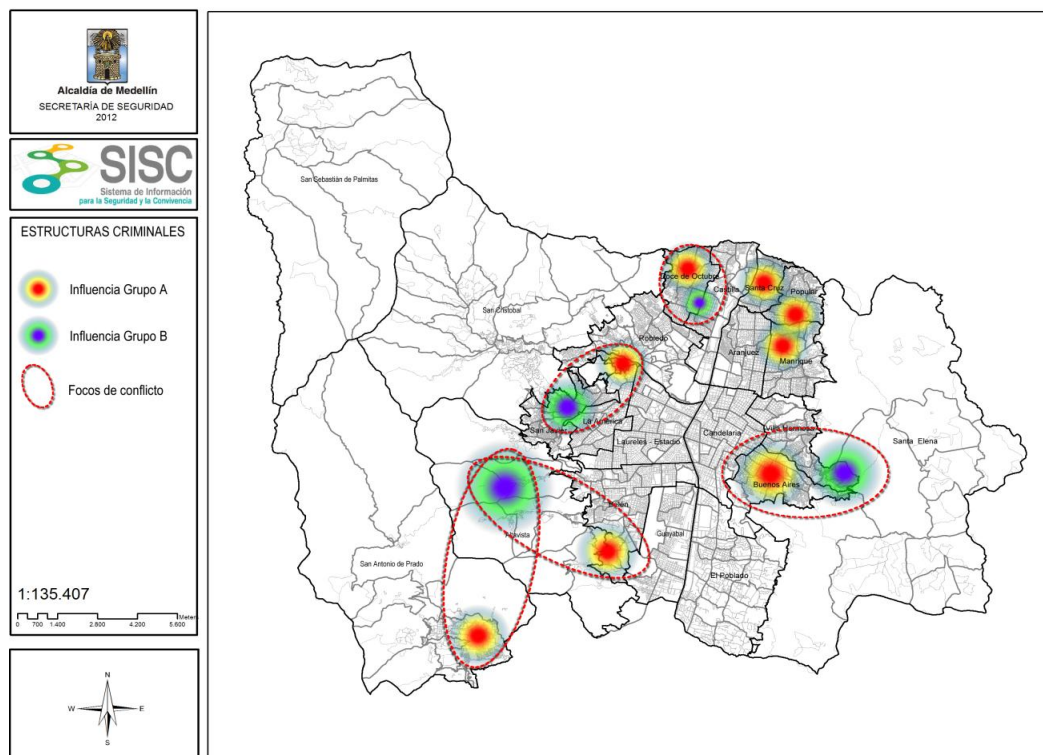 Alcaldía de Medellín
SECRETARÍA DE SEGURIDAD
2012
SISC
Sistema de Información
para la Seguridad y la Convivencia
ESTRUCTURAS CRIMINALES
Influencia Grupo A
Influencia Grupo B
Focos de conflicto
1:135.407
Meters
0 700 1.400 2.800 4.200 5.600
N
W E
S
San Sebastián de Palmitas
Doce de Octubre
Castilla
Santa Cruz
Popular
San Cristobal
Robledo
Aranjuez
Manrique
La América
San Javier
Laureles - Estadio
Candelaria
Villa Hermosa
Santa Elena
Buenos Aires
Belén
Altavista
Guayabal
San Antonio de Prado
El Poblado